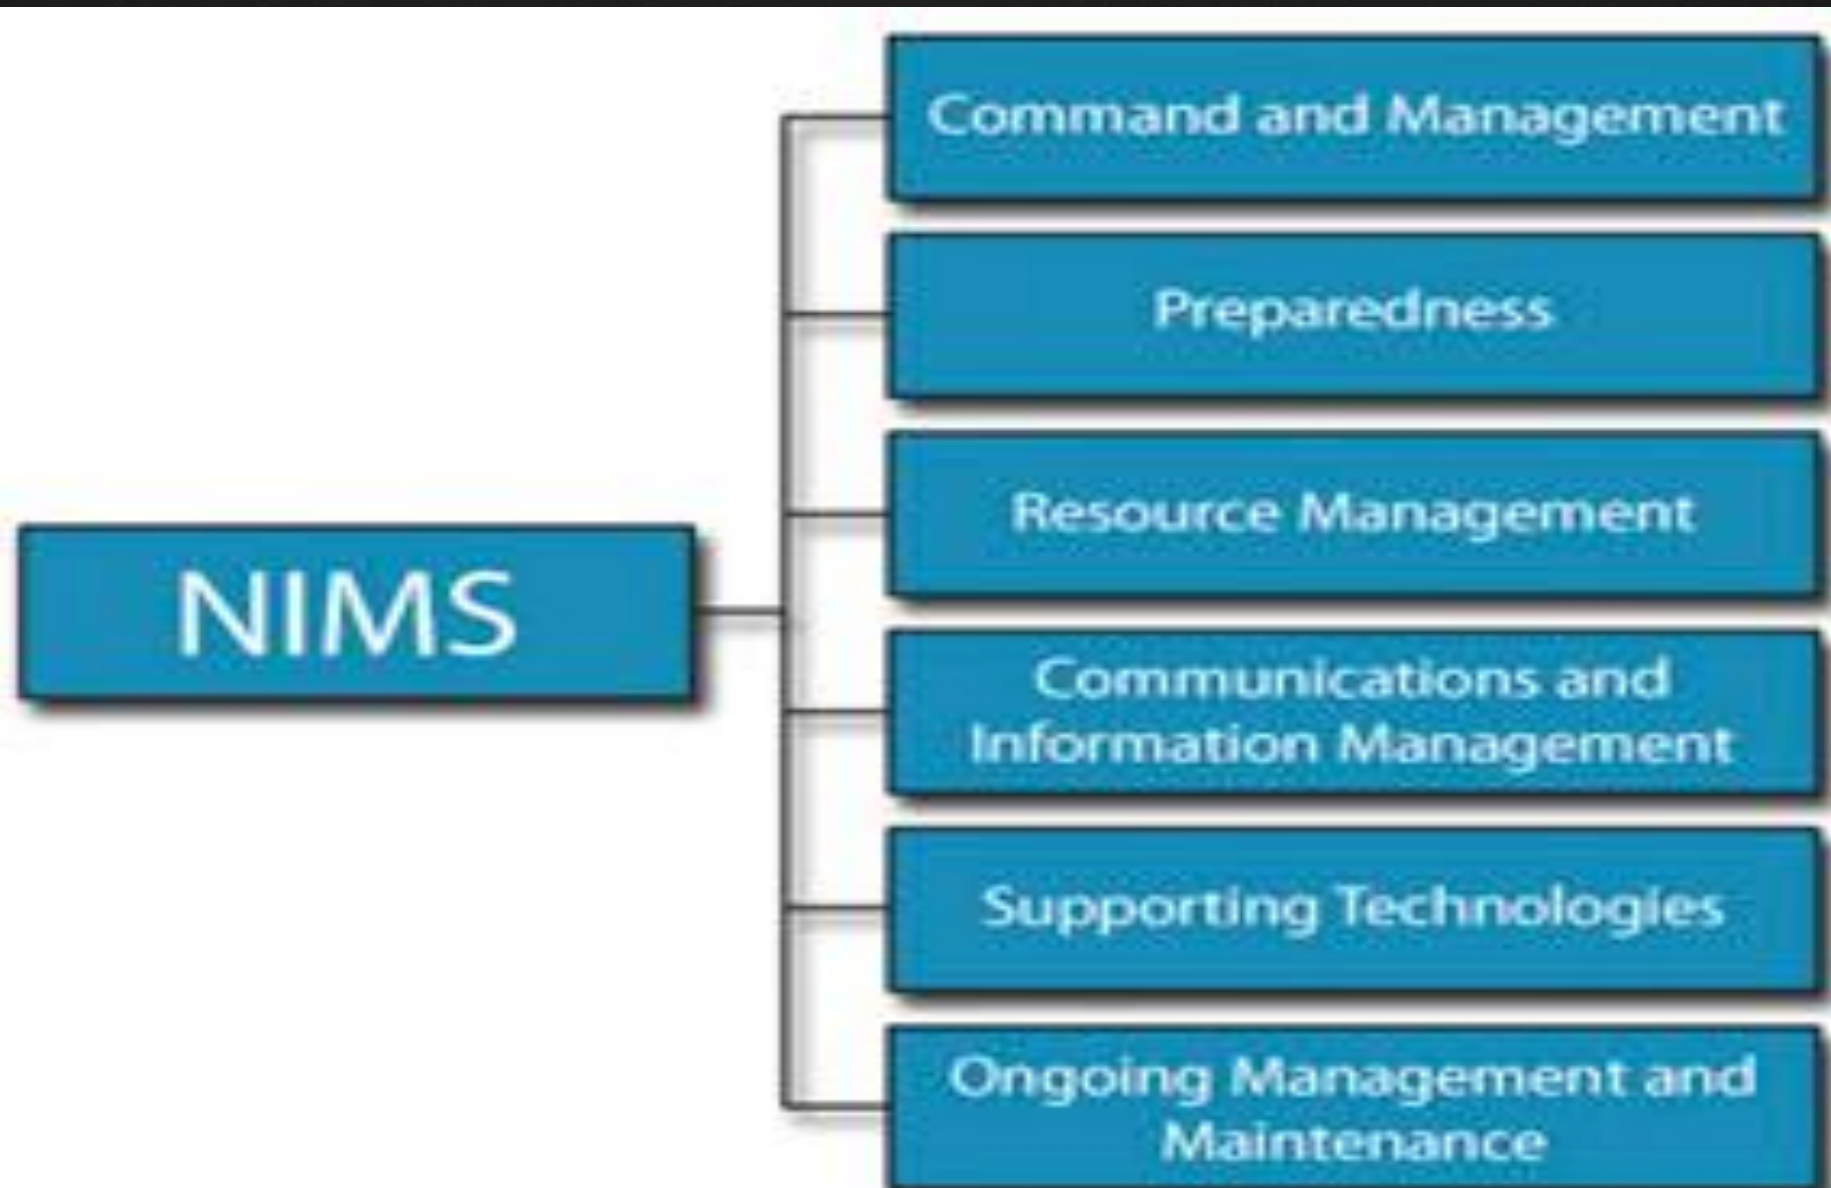 NIMS
Command and Management
Preparedness
Resource Management
Communications and
Information Management
Supporting Technologies
Ongoing Management and
Maintenance